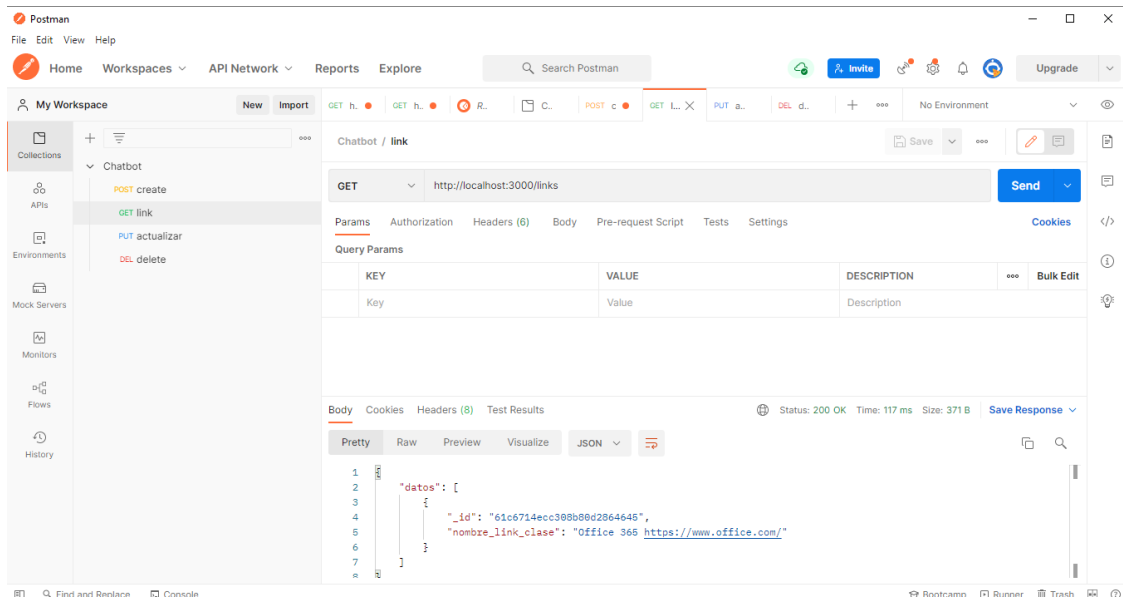 Postman
File Edit View Help
Home Workspaces API Network Reports Explore Search Postman Invite Upgrade
My Workspace New Import GET h.. GET h.. R.. C.. POST c GET l... PUT a.. DEL d.. No Environment
Collections
APIs
Environments
Mock Servers
Monitors
Flows
History
Chatbot
POST create
GET link
PUT actualizar
DEL delete
Chatbot / link Save
GET http://localhost:3000/links Send
Params Authorization Headers (6) Body Pre-request Script Tests Settings Cookies
Query Params
KEY VALUE DESCRIPTION Bulk Edit
Key Value Description
Body Cookies Headers (8) Test Results Status: 200 OK Time: 117 ms Size: 371 B Save Response
Pretty Raw Preview Visualize JSON
1 {
2 "datos": [
3 {
4 "_id": "61c6714ecc308b80d2864645",
5 "nombre_link_clase": "Office 365 https://www.office.com/"
6 }
7 ]
8 }
Find and Replace Console Bootcamp Runner Trash